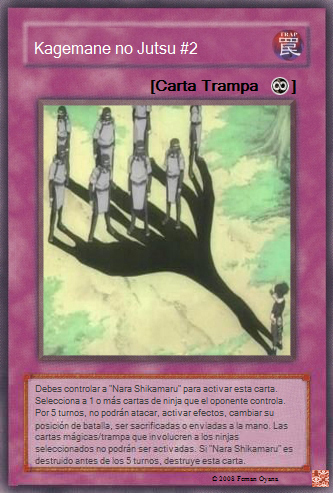 Kagemane no Jutsu #2
TRAP
罠
[Carta Trampa ]
Debes controlar a "Nara Shikamaru" para activar esta carta.
Selecciona a 1 o más cartas de ninja que el oponente controla.
Por 5 turnos, no podrán atacar, activar efectos, cambiar su
posición de batalla, ser sacrificadas o enviadas a la mano. Las
cartas mágicas/trampa que involucren a los ninjas
seleccionados no podrán ser activadas. Si "Nara Shikamaru" es
destruido antes de los 5 turnos, destruye esta carta.
© 2008 Oyana